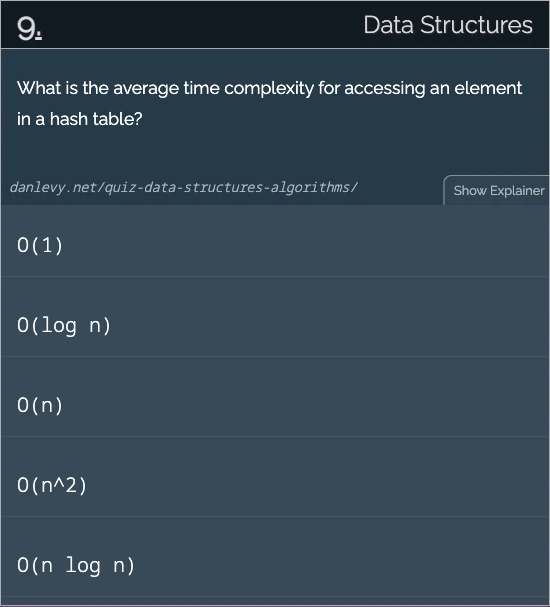 9.
Data Structures
What is the average time complexity for accessing an element
in a hash table?
danlevy.net/quiz-data-structures-algorithms/
Show Explainer
O(1)
O(log n)
O(n)
O(n^2)
O(n log n)